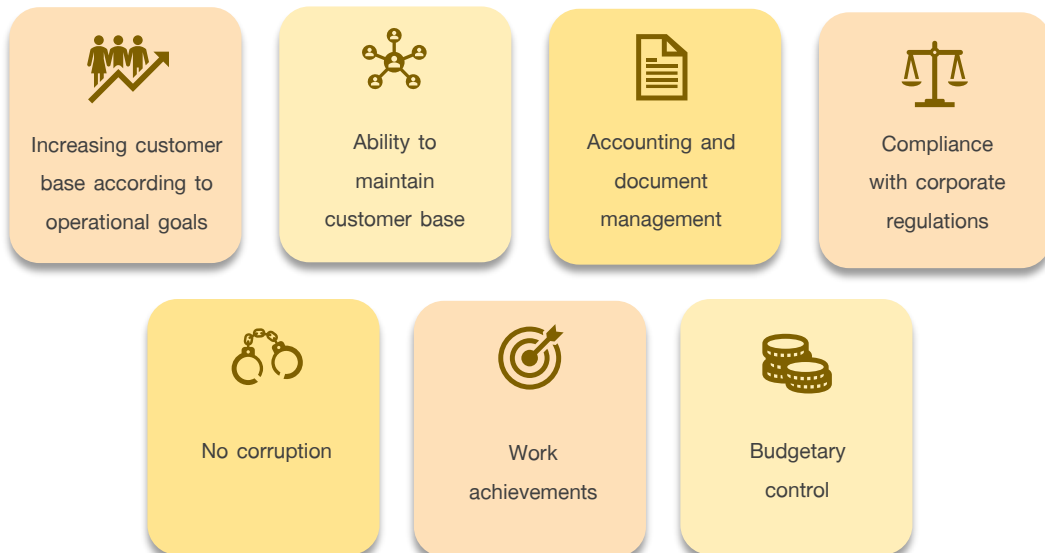 Increasing customer
base according to
operational goals
Ability to
maintain
customer base
Accounting and
document
management
Compliance
with corporate
regulations
No corruption
Work
achievements
Budgetary
control